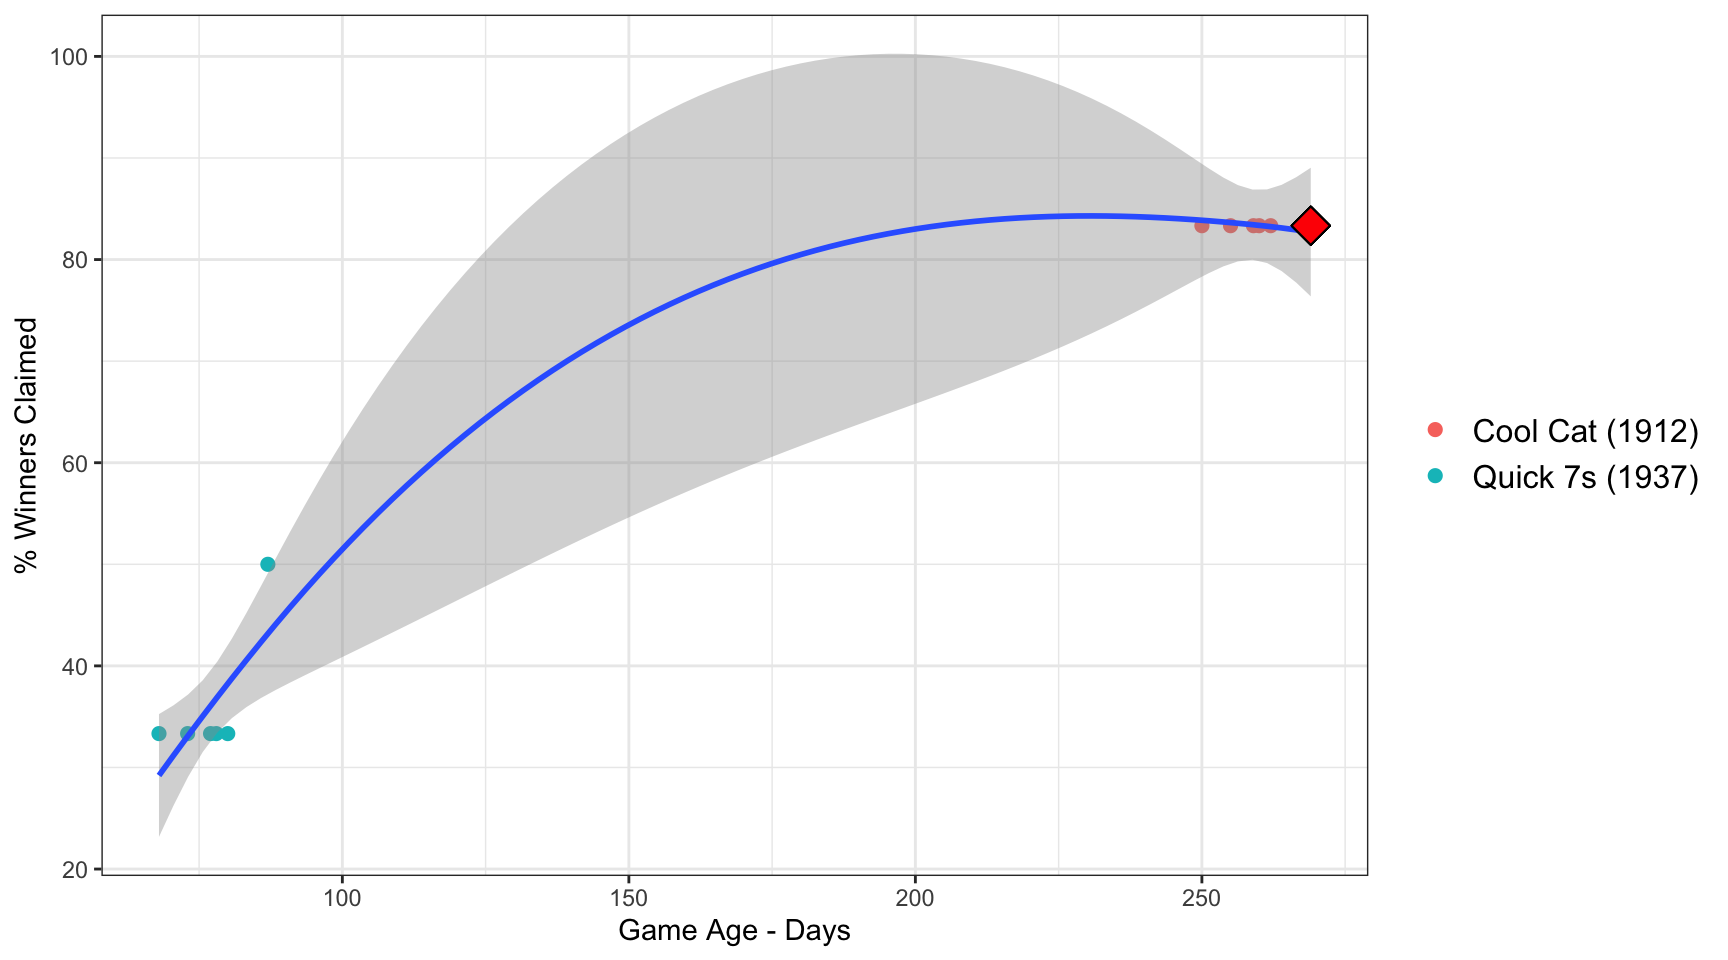 100
80
60
40
20
% Winners Claimed
100 150 200 250
Game Age - Days
Cool Cat (1912)
Quick 7s (1937)